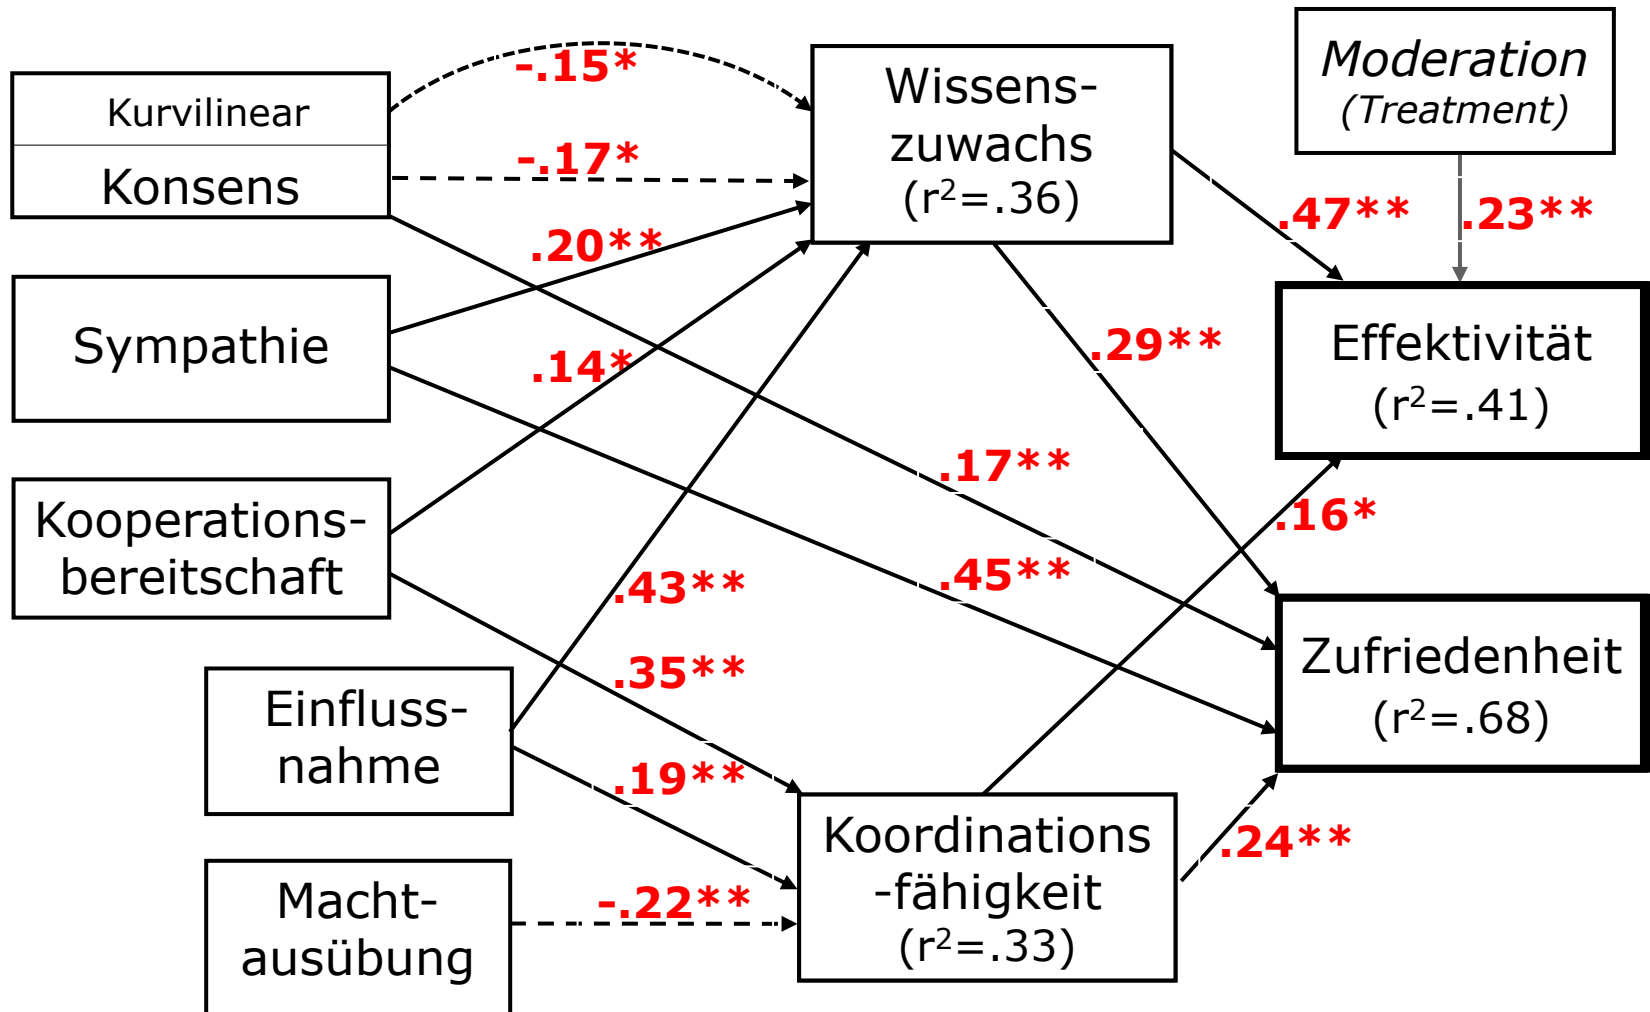 Kurvilinear
Konsens
Sympathie
Kooperations-
bereitschaft
Einfluss-
nahme
Macht-
ausübung
-.15*
-.17*
.20**
.14*
.43**
.35**
.19**
-.22**
Wissens-
zuwachs
(r²=.36)
Koordinations
-fähigkeit
(r²=.33)
.17**
.45**
.29**
.47**
.23**
.16*
.24**
Moderation
(Treatment)
Effektivität
(r²=.41)
Zufriedenheit
(r²=.68)